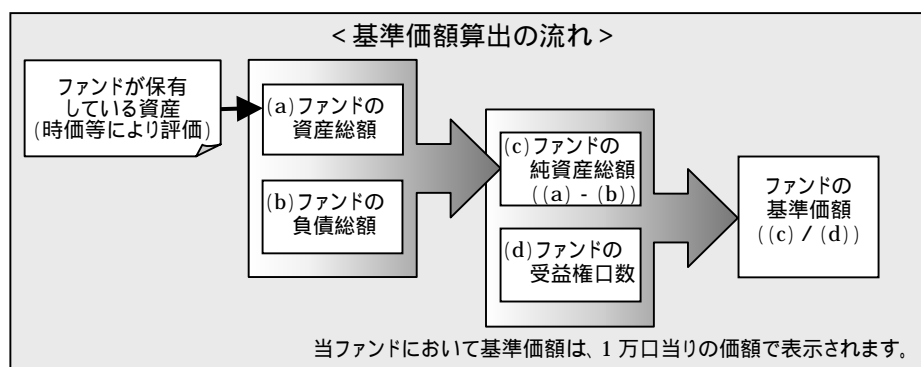 ＜基準価額算出の流れ＞
ファンドが保有
している資産
(時価等により評価)
(a)ファンドの
資産総額
(b)ファンドの
負債総額
(c)ファンドの
純資産総額
((a) - (b))
(d)ファンドの
受益権口数
ファンドの
基準価額
((c) / (d))
当ファンドにおいて基準価額は、1 万口当りの価額で表示されます。